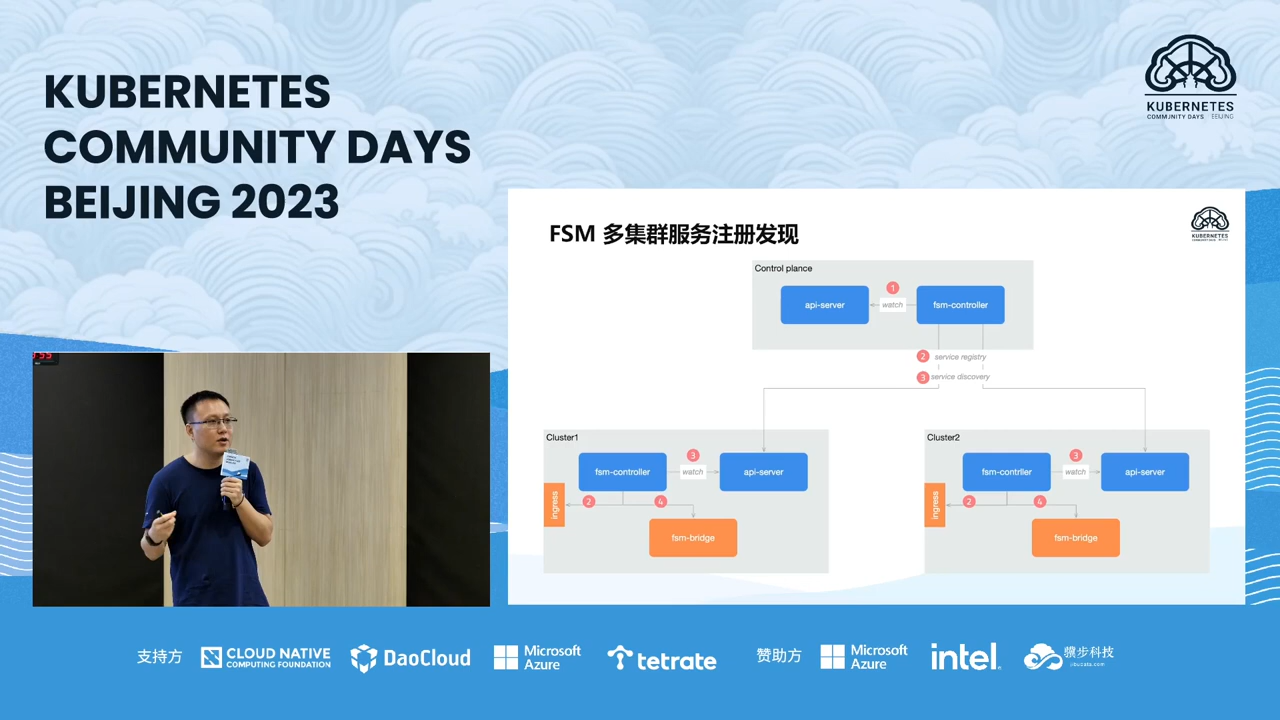 KUBERNETES
COMMUNITY DAYS
BEIJING 2023
KUBERNETES
COMMUNITY DAYS BEIJING
FSM 多集群服务注册发现
KUBERNETES
Control plance
api-server
1
watch
fsm-controller
2 service registry
3 service discovery
Cluster1
fsm-controller
3
watch
api-server
ingress
2
4
fsm-bridge
Cluster2
fsm-contrller
3
watch
api-server
ingress
2
4
fsm-bridge
:55
支持方
CLOUD NATIVE
COMPUTING FOUNDATION
DaoCloud
Microsoft
Azure
tetrate
赞助方
Microsoft
Azure
intel.
骥步科技
jibudata.com